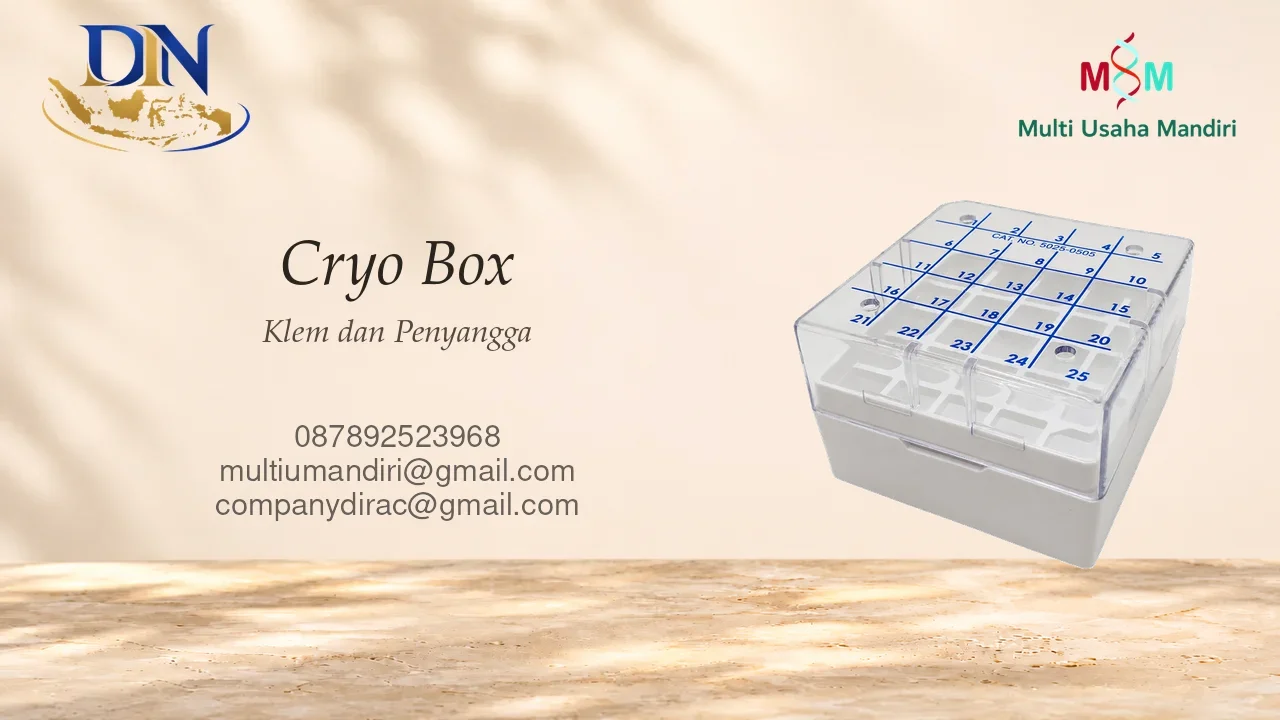 DN
M M
Multi Usaha Mandiri
Cryo Box
Klem dan Penyangga
087892523968
multiumandiri@gmail.com
companydirac@gmail.com
CAT. NO. 5025-0505
1 2 3 4 5
6 7 8 9 10
11 12 13 14 15
16 17 18 19 20
21 22 23 24 25